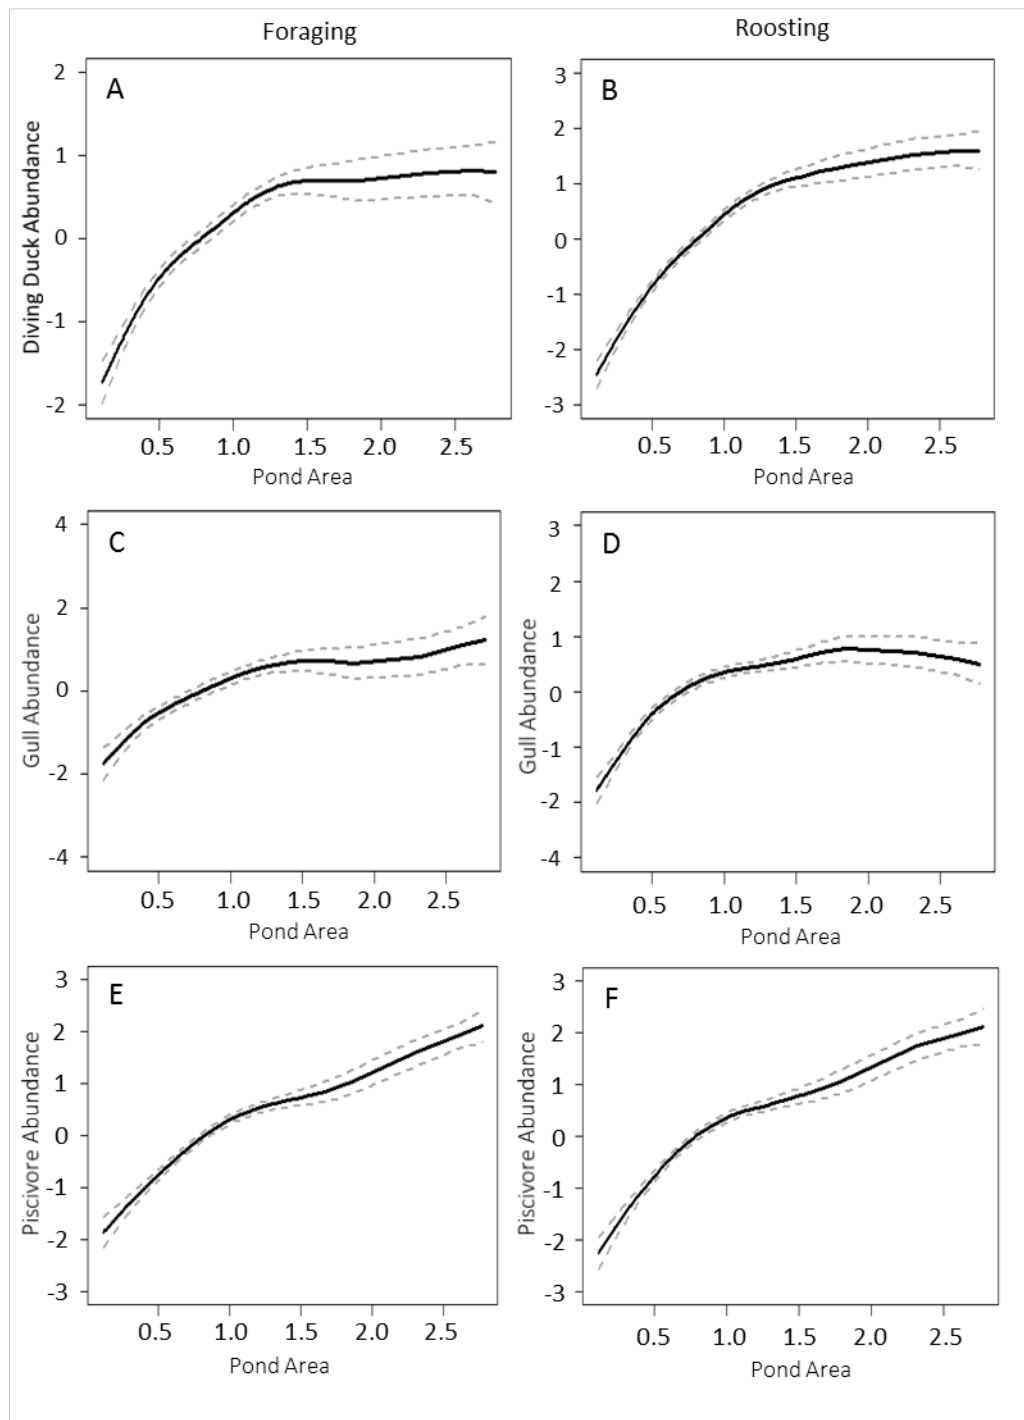 Foraging
Roosting
A
Diving Duck Abundance
2
1
0
-1
-2
0.5 1.0 1.5 2.0 2.5
Pond Area
B
3
2
1
0
-1
-2
-3
0.5 1.0 1.5 2.0 2.5
Pond Area
C
Gull Abundance
4
2
0
-2
-4
0.5 1.0 1.5 2.0 2.5
Pond Area
D
Gull Abundance
3
2
1
0
-1
-2
-4
0.5 1.0 1.5 2.0 2.5
Pond Area
E
Piscivore Abundance
3
2
1
0
-1
-2
-3
0.5 1.0 1.5 2.0 2.5
Pond Area
F
Piscivore Abundance
3
2
1
0
-1
-2
-3
0.5 1.0 1.5 2.0 2.5
Pond Area